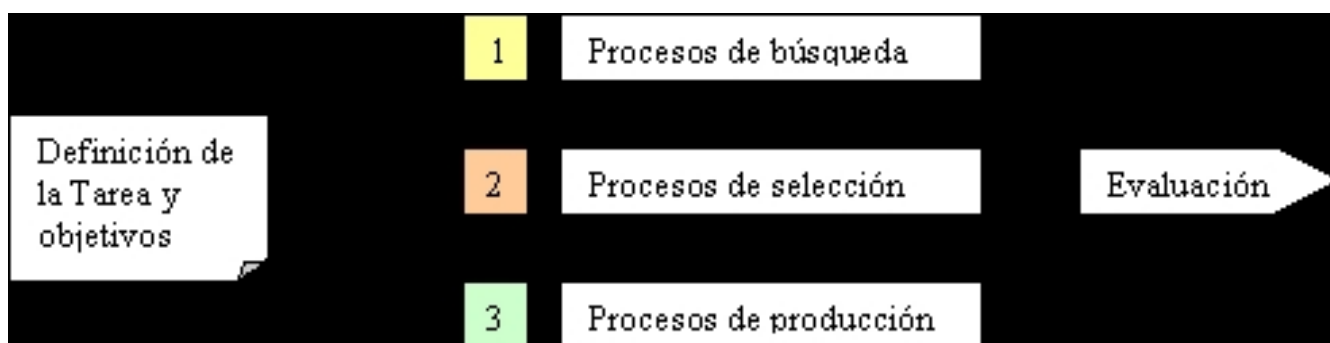 Definición de
la Tarea y
objetivos
1
Procesos de búsqueda
2
Procesos de selección
3
Procesos de producción
Evaluación